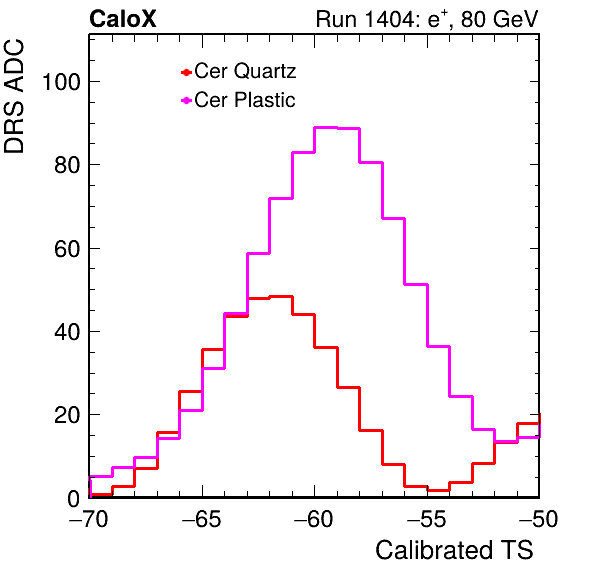 CaloX Run 1404: e⁺, 80 GeV
DRS ADC
Cer Quartz
Cer Plastic
100
80
60
40
20
0
−70 −65 −60 −55 −50
Calibrated TS